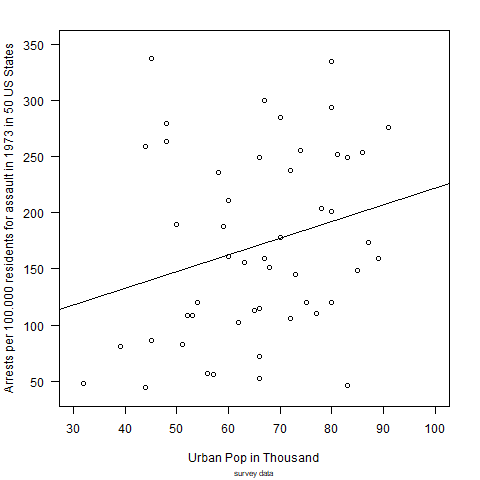 Arrests per 100.000 residents for assault in 1973 in 50 US States
350
300
250
200
150
100
50
30 40 50 60 70 80 90 100
Urban Pop in Thousand
survey data